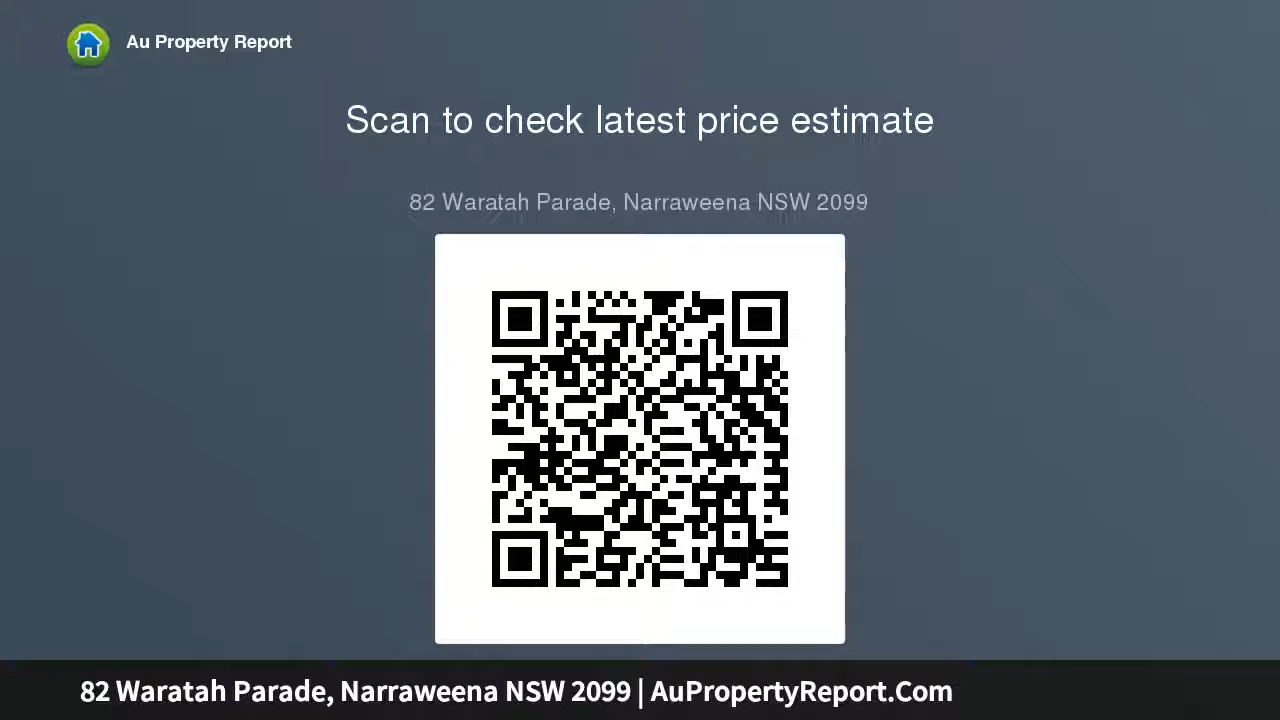 Au Property Report
Scan to check latest price estimate
82 Waratah Parade, Narraweena NSW 2099
82 Waratah Parade, Narraweena NSW 2099 | AuPropertyReport.Com